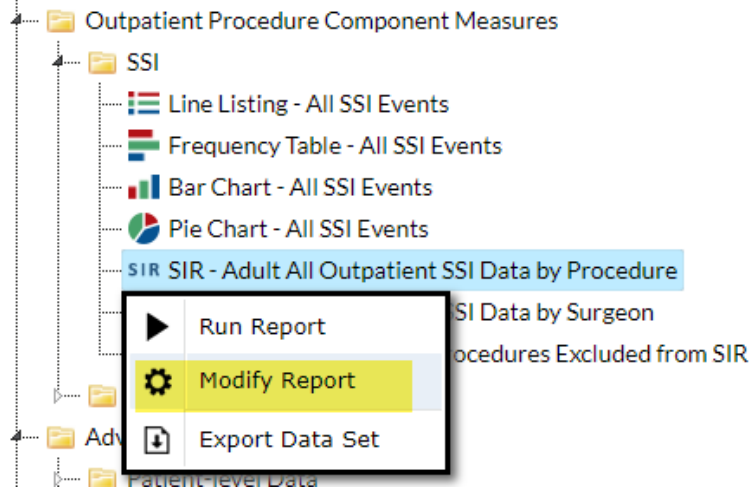 Outpatient Procedure Component Measures
SSI
Line Listing - All SSI Events
Frequency Table - All SSI Events
Bar Chart - All SSI Events
Pie Chart - All SSI Events
SIR SIR - Adult All Outpatient SSI Data by Procedure
SSI Data by Surgeon
Run Report
Procedures Excluded from SIR
Modify Report
Adv
Export Data Set
Patient-level Data